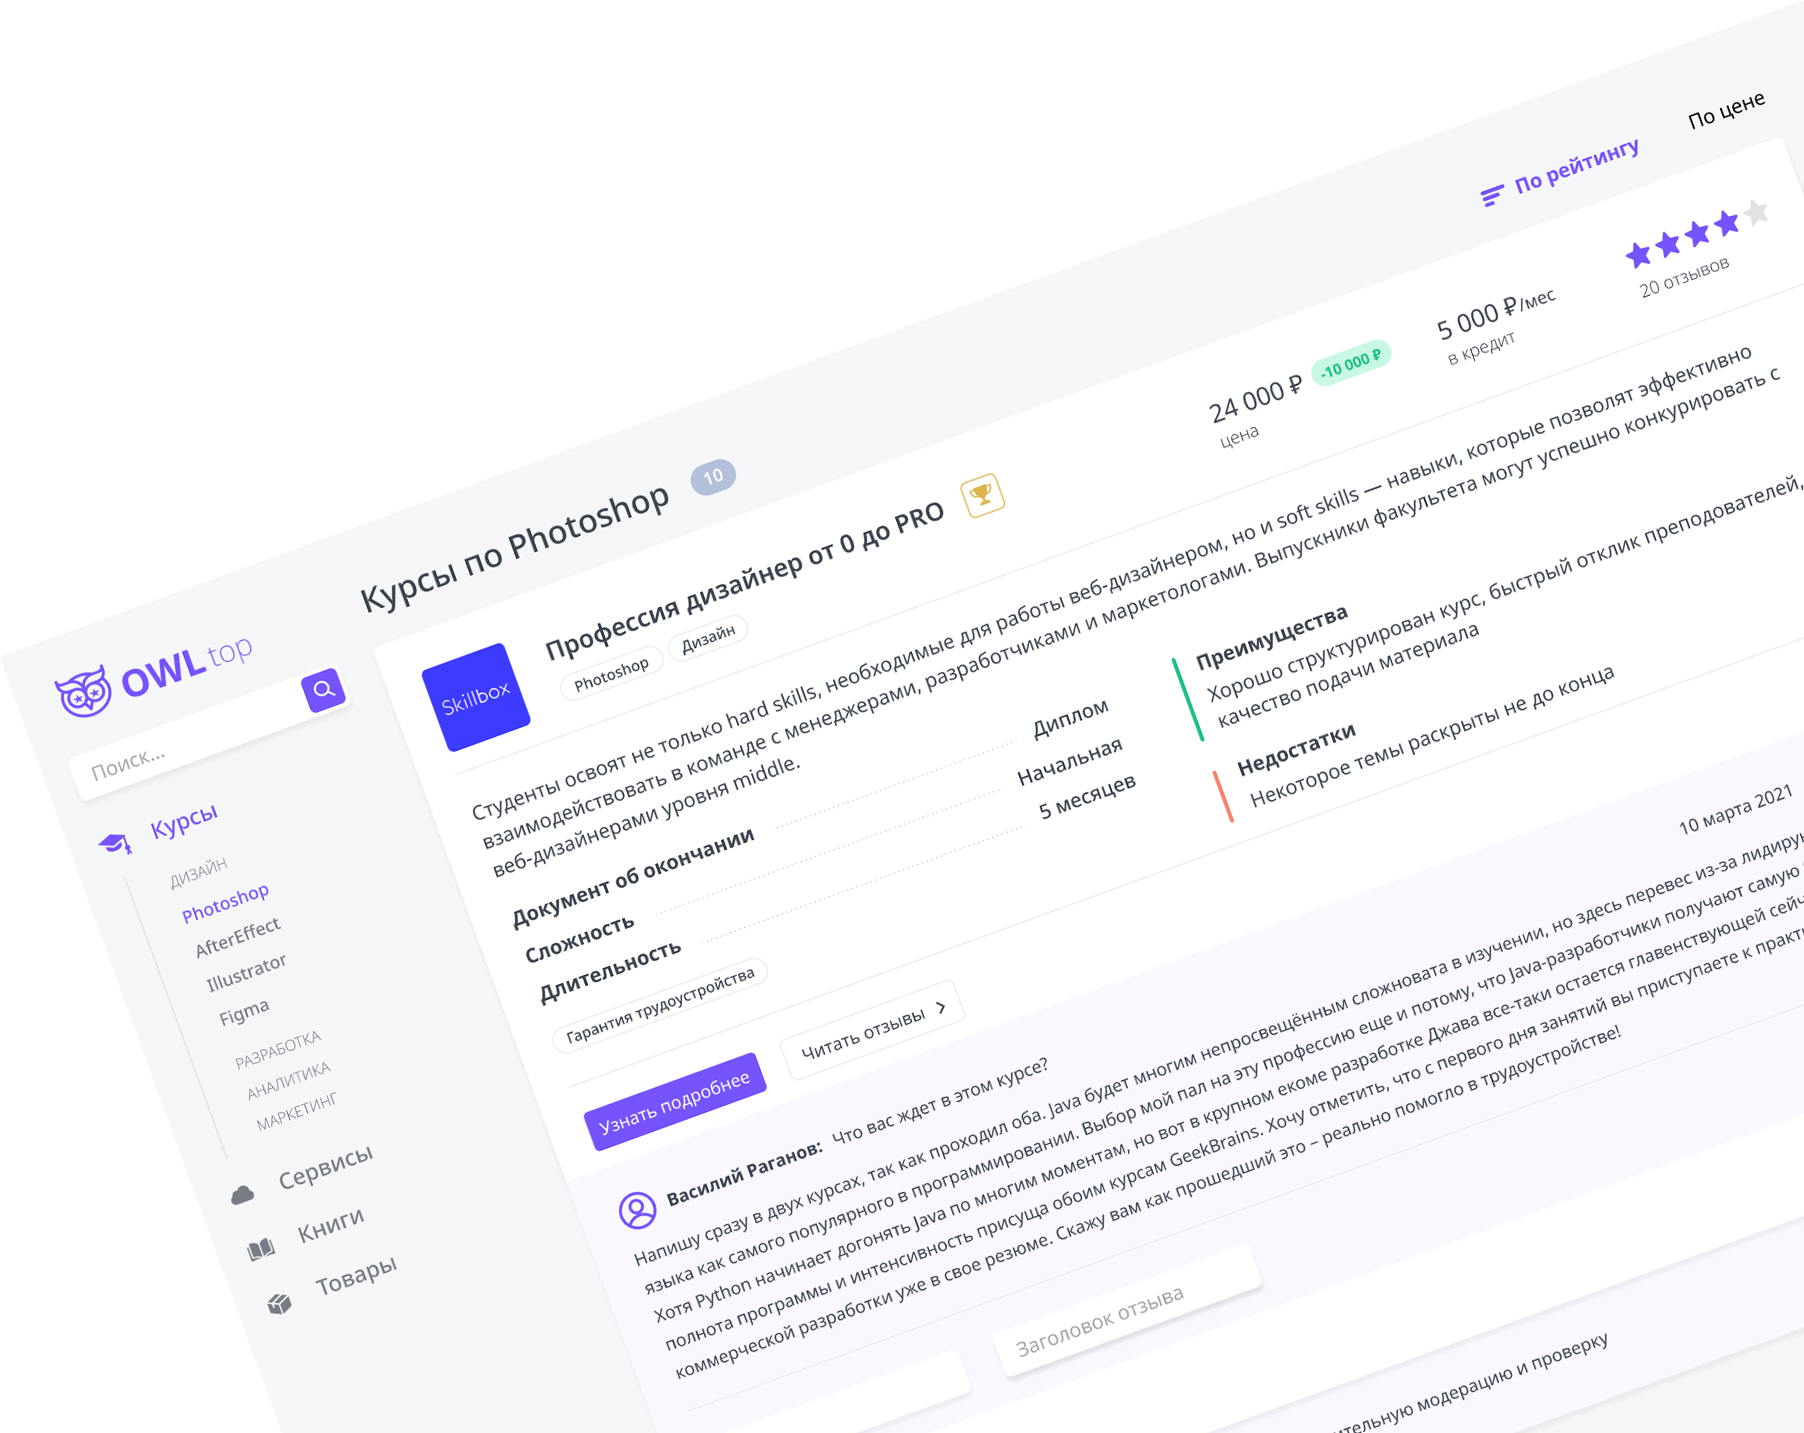 По цене
По рейтингу
Курсы по Photoshop 10
OWL top
Поиск...
Курсы
ДИЗАЙН
Photoshop
AfterEffect
Illustrator
Figma
РАЗРАБОТКА
АНАЛИТИКА
МАРКЕТИНГ
Сервисы
Книги
Товары
Skillbox
Профессия дизайнер от 0 до PRO
Photoshop Дизайн
24 000 ₽ -10 000 ₽
цена
5 000 ₽/мес
в кредит
20 отзывов
Студенты освоят не только hard skills, необходимые для работы веб-дизайнером, но и soft skills — навыки, которые позволят эффективно
взаимодействовать в команде с менеджерами, разработчиками и маркетологами. Выпускники факультета могут успешно конкурировать с
веб-дизайнерами уровня middle.
Документ об окончании Диплом
Сложность Начальная
Длительность 5 месяцев
Гарантия трудоустройства
Преимущества
Хорошо структурирован курс, быстрый отклик преподователей,
качество подачи материала
Недостатки
Некоторое темы раскрыты не до конца
Узнать подробнее
Читать отзывы
Василий Раганов: Что вас ждет в этом курсе?
10 марта 2021
Напишу сразу в двух курсах, так как проходил оба. Java будет многим непросвещённым сложновата в изучении, но здесь перевес из-за
языка как самого популярного в программировании. Выбор мой пал на эту профессию еще и потому, что Java-разработчики получают самую
Хотя Python начинает догонять Java по многим моментам, но вот в крупном екоме разработке Джава все-таки остается главенствующей
полнота программы и интенсивность присуща обоим курсам GeekBrains. Хочу отметить, что с первого дня занятий вы приступаете к
коммерческой разработки уже в свое резюме. Скажу вам как прошедший это – реально помогло в трудоустройстве!
Заголовок отзыва
модерацию и проверку